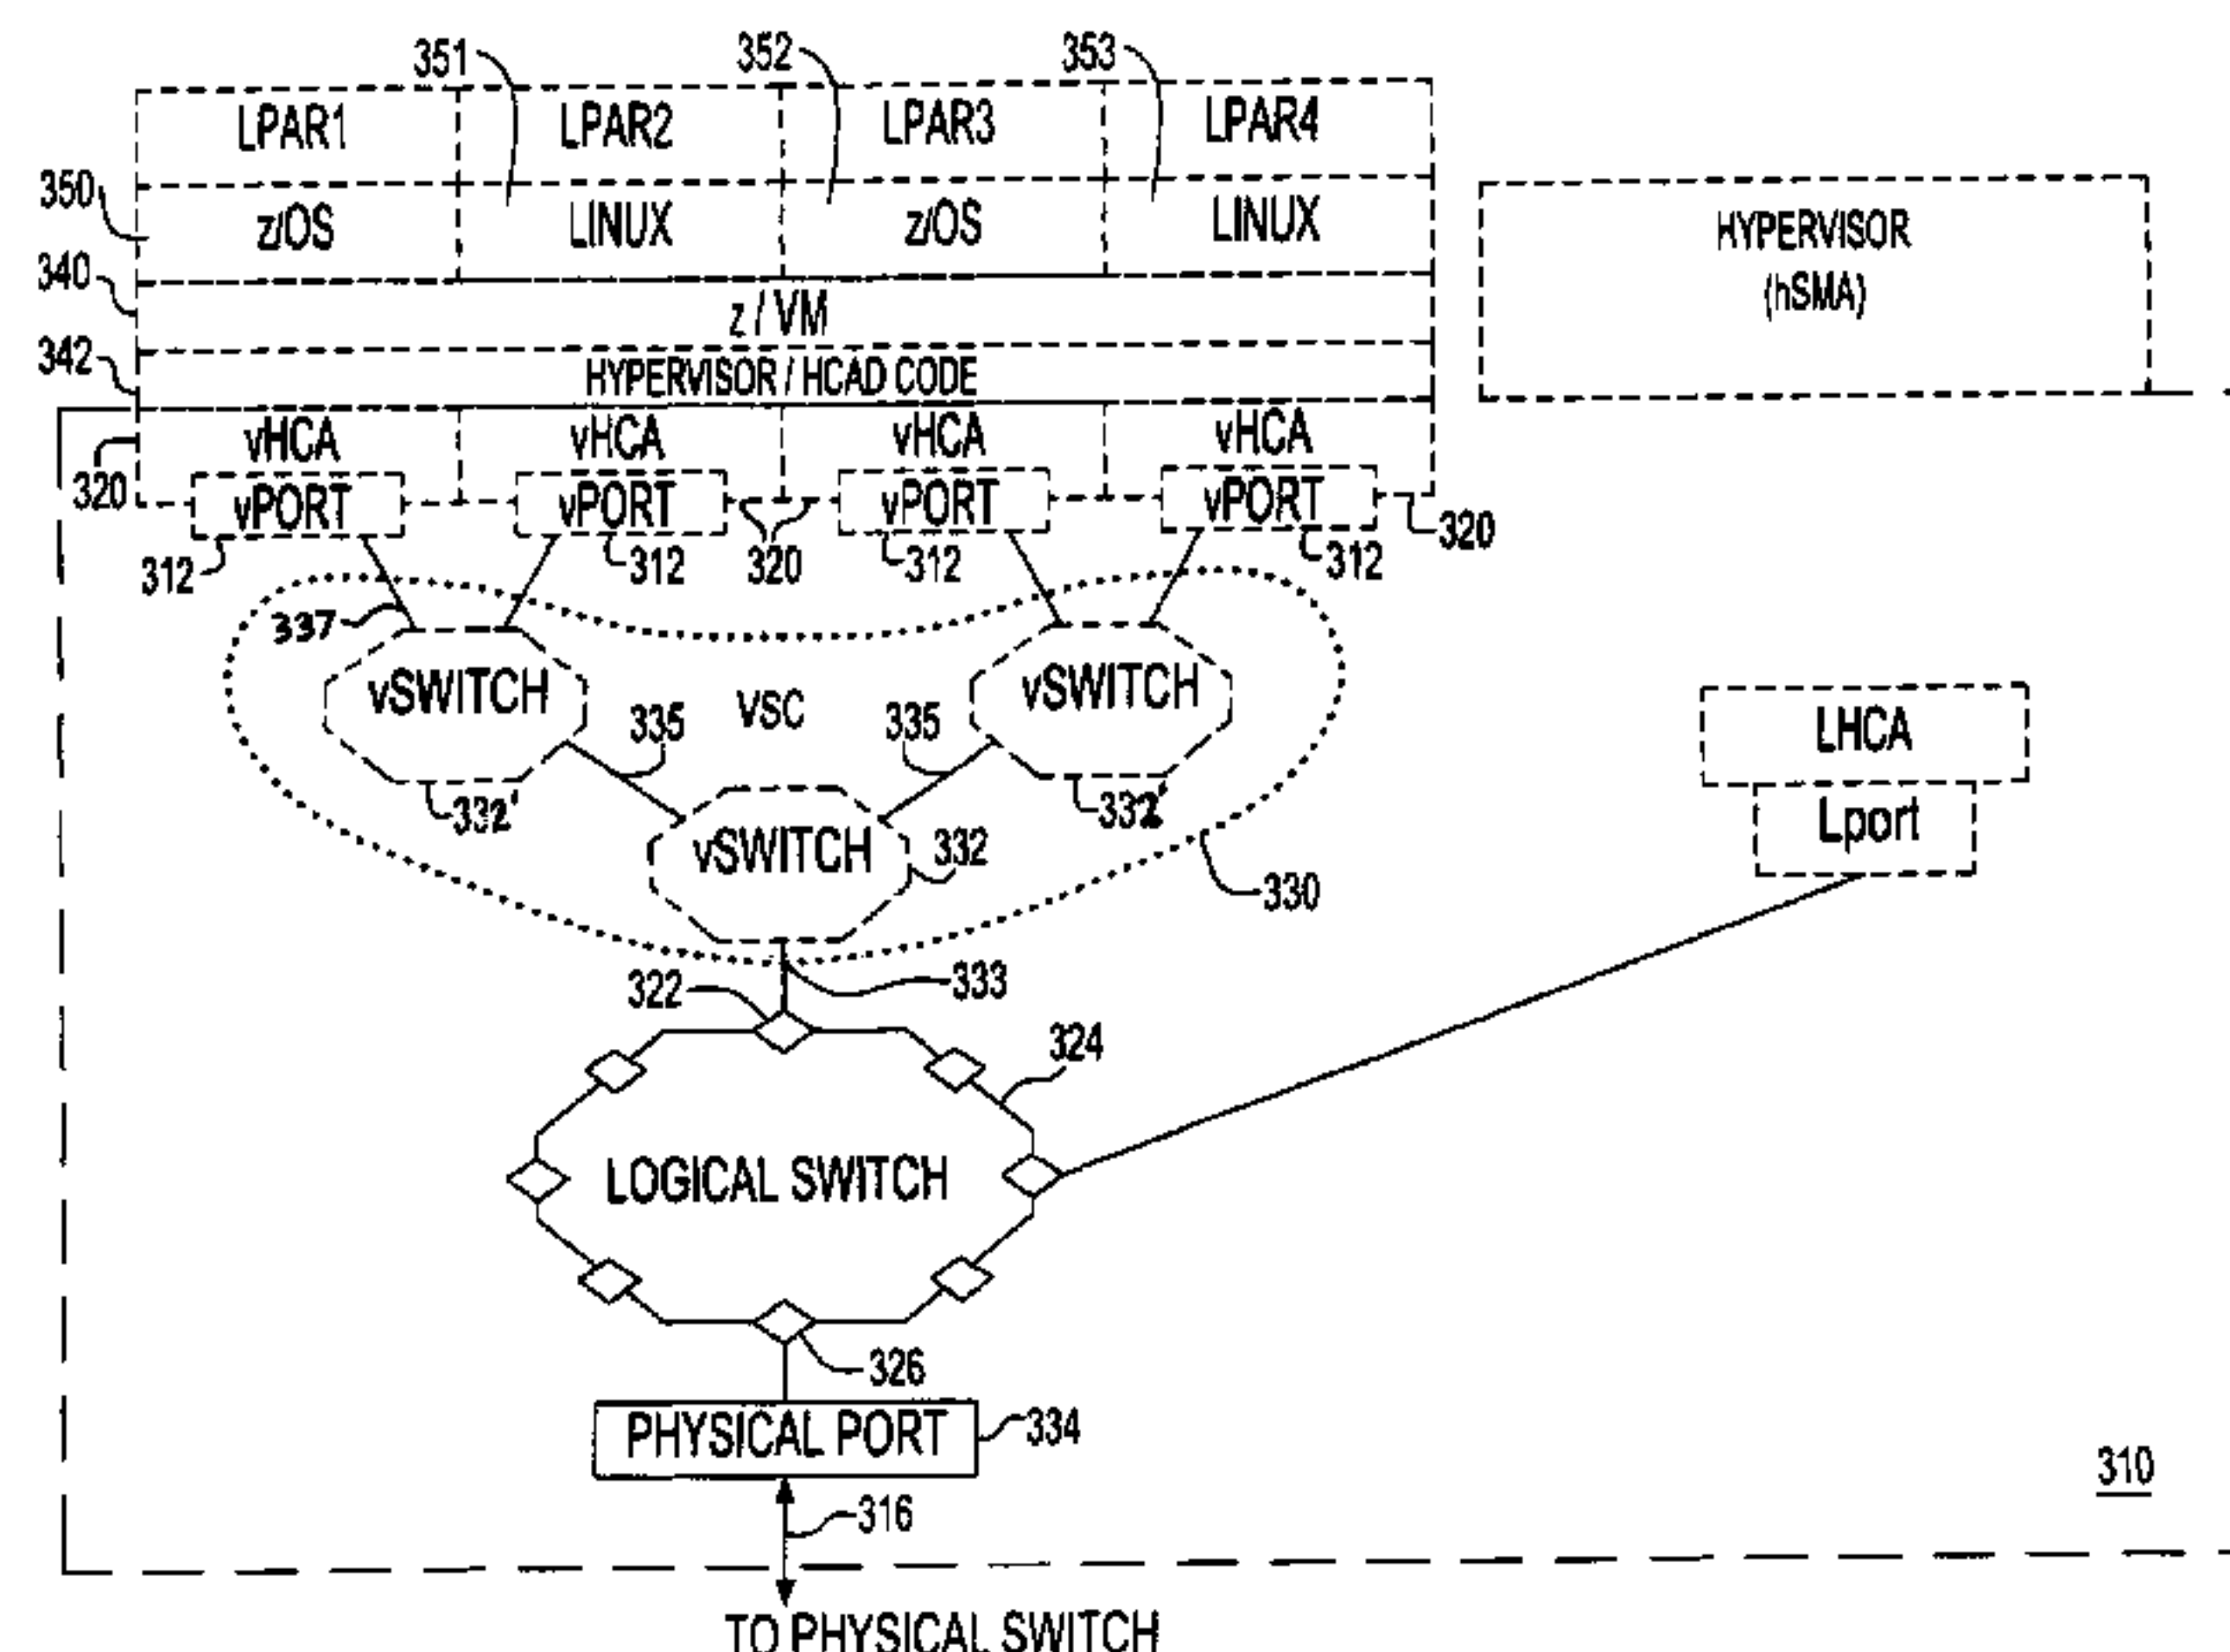 351 352 353
LPAR1 LPAR2 LPAR3 LPAR4
350
z/OS LINUX z/OS LINUX
HYPERVISOR
(hSMA)
340
z / VM
342
HYPERVISOR / HCAD CODE
vHCA vHCA vHCA vHCA
320
vPORT vPORT vPORT vPORT
320
312 312 320 312 312
337
vSWITCH VSC vSWITCH
335 335
LHCA
332' 332'
Lport
vSWITCH 332
330
322 333
324
LOGICAL SWITCH
326
PHYSICAL PORT 334
310
316
TO PHYSICAL SWITCH